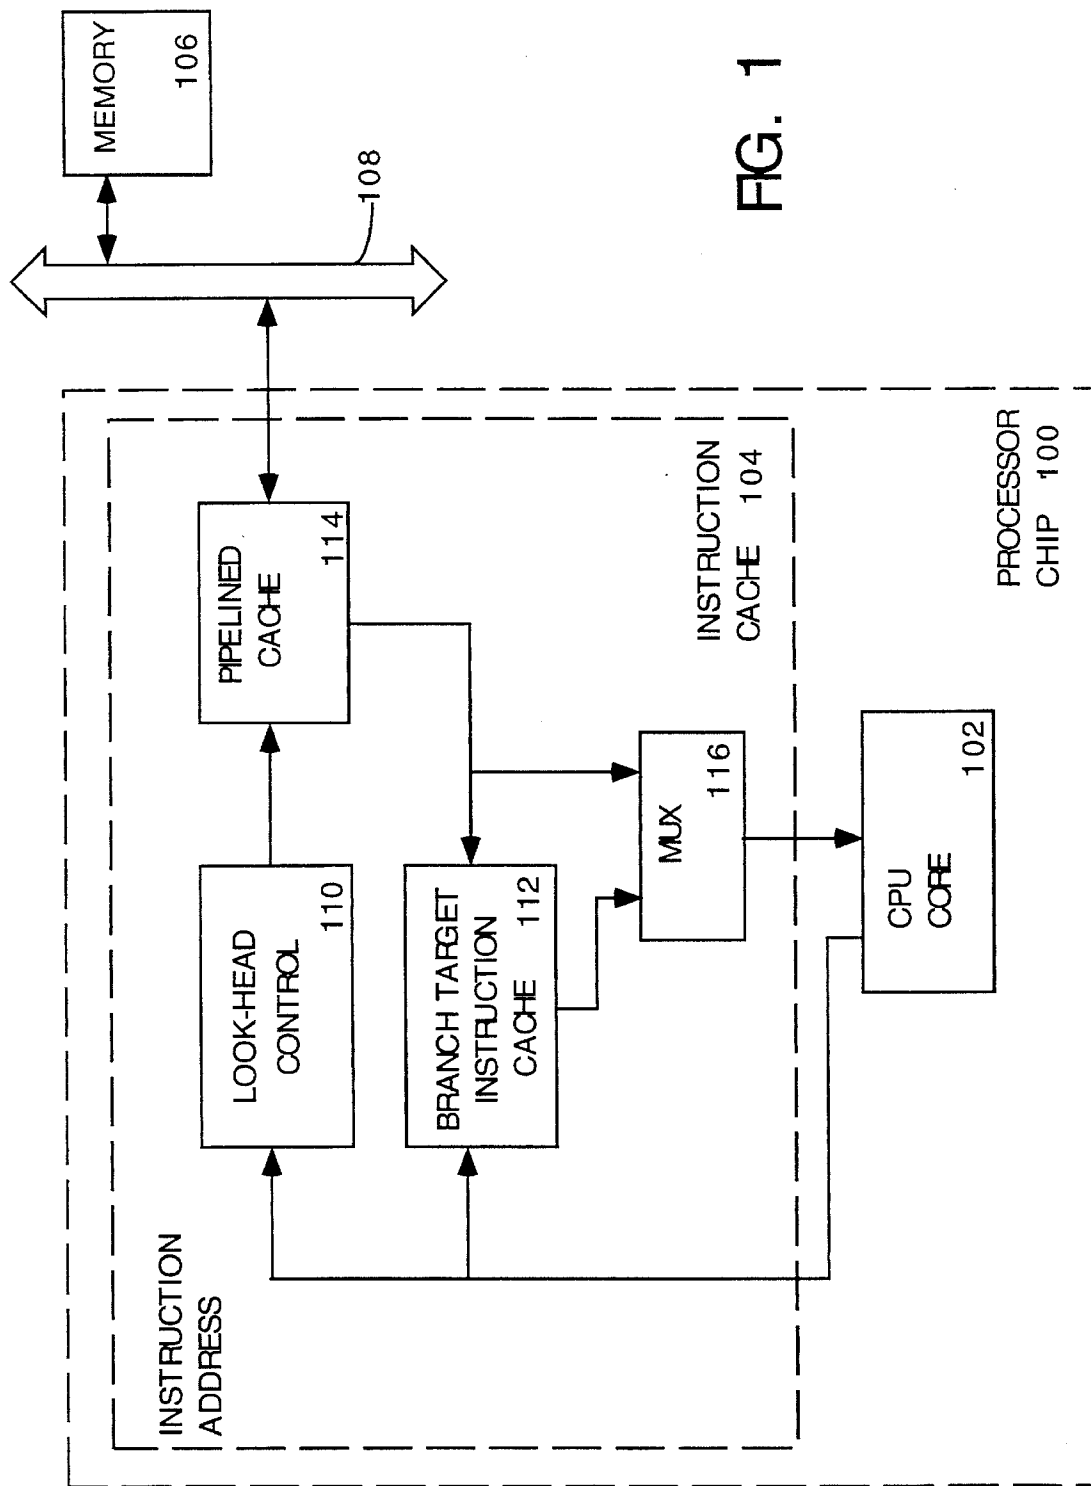 INSTRUCTION
ADDRESS
LOOK-HEAD
CONTROL
110
PIPELINED
CACHE
114
MEMORY
106
108
BRANCH TARGET
INSTRUCTION
CACHE 112
MUX
116
INSTRUCTION
CACHE 104
CPU
CORE
102
PROCESSOR
CHIP 100
FIG. 1